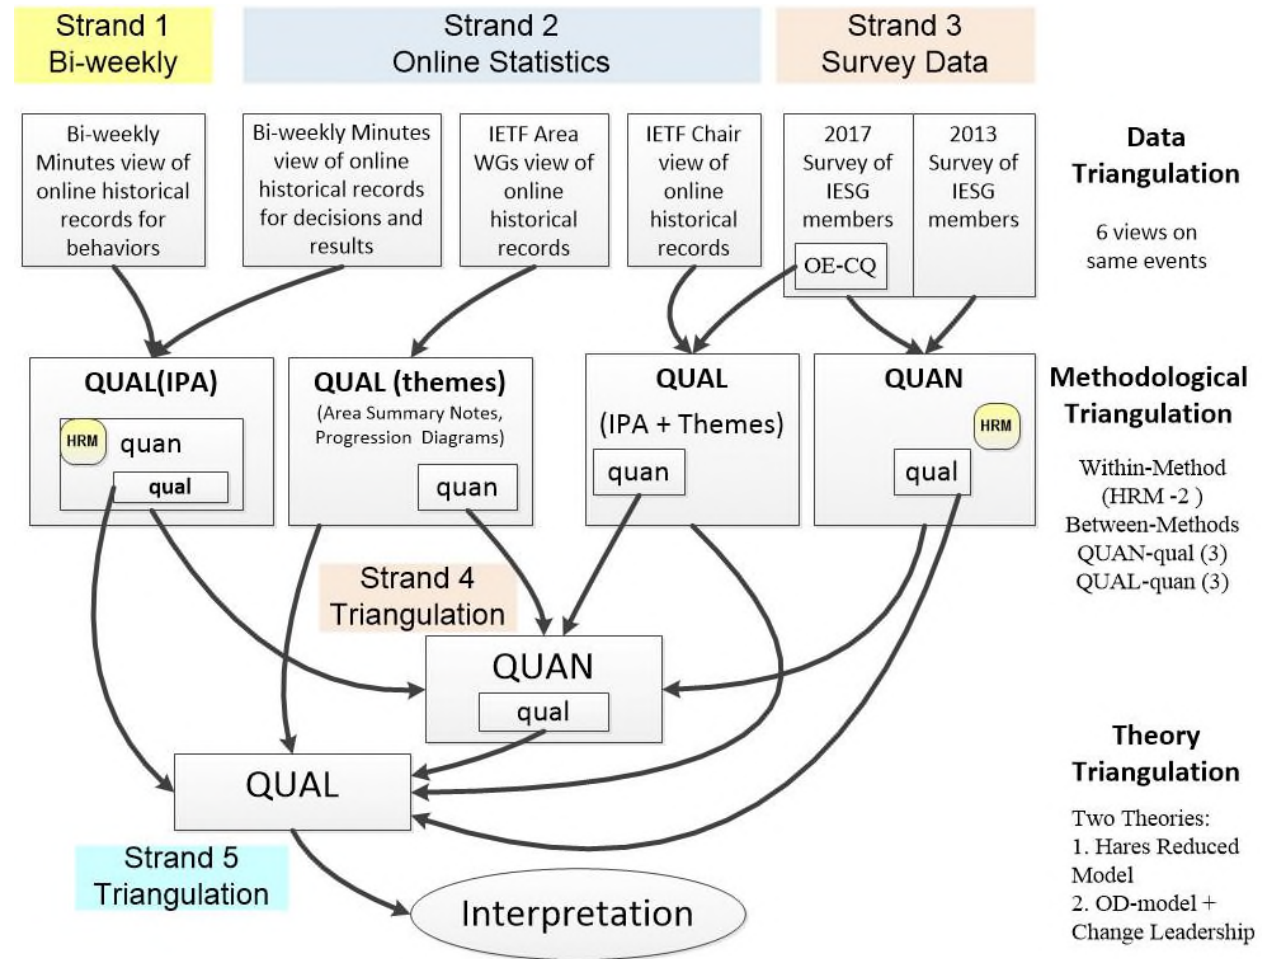 Strand 1
Bi-weekly
Strand 2
Online Statistics
Strand 3
Survey Data
Bi-weekly
Minutes view of
online historical
records for
behaviors
Bi-weekly Minutes
view of online
historical records
for decisions and
results
IETF Area
WGs view of
online
historical
records
IETF Chair
view of
online
historical
records
2017
Survey of
IESG
members
OE-CQ
2013
Survey of
IESG
members
Data
Triangulation
6 views on
same events
QUAL(IPA)
HRM
quan
qual
QUAL (themes)
(Area Summary Notes,
Progression Diagrams)
quan
QUAL
(IPA + Themes)
quan
QUAN
HRM
qual
Methodological
Triangulation
Within-Method
(HRM -2 )
Between-Methods
QUAN-qual (3)
QUAL-quan (3)
Strand 4
Triangulation
QUAN
qual
QUAL
Strand 5
Triangulation
Interpretation
Theory
Triangulation
Two Theories:
1. Hares Reduced
Model
2. OD-model +
Change Leadership